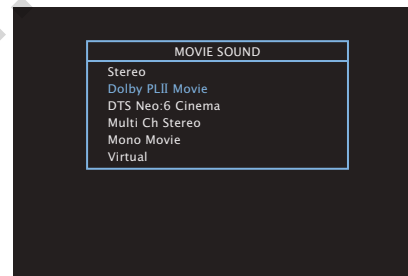 MOVIE SOUND
Stereo
Dolby PLⅡ Movie
DTS Neo:6 Cinema
Multi Ch Stereo
Mono Movie
Virtual